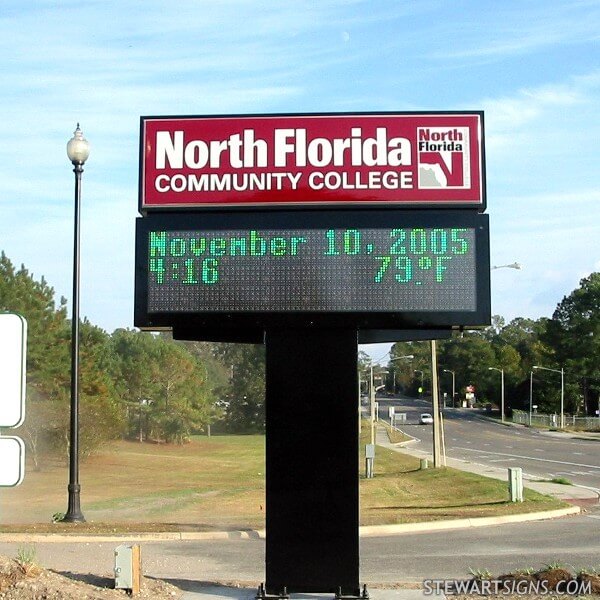 North Florida
COMMUNITY COLLEGE
North
Florida
November 10, 2005
4:16 79°F
STEWARTSIGNS.COM